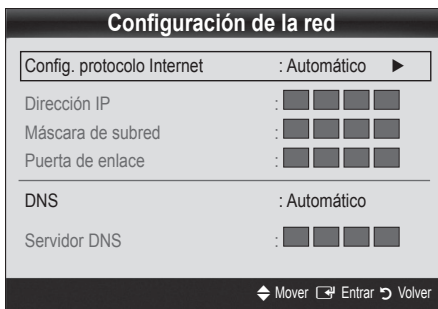 Configuración de la red
Config. protocolo Internet : Automático ►
Dirección IP :
Máscara de subred :
Puerta de enlace :
DNS : Automático
Servidor DNS :
Mover Entrar Volver